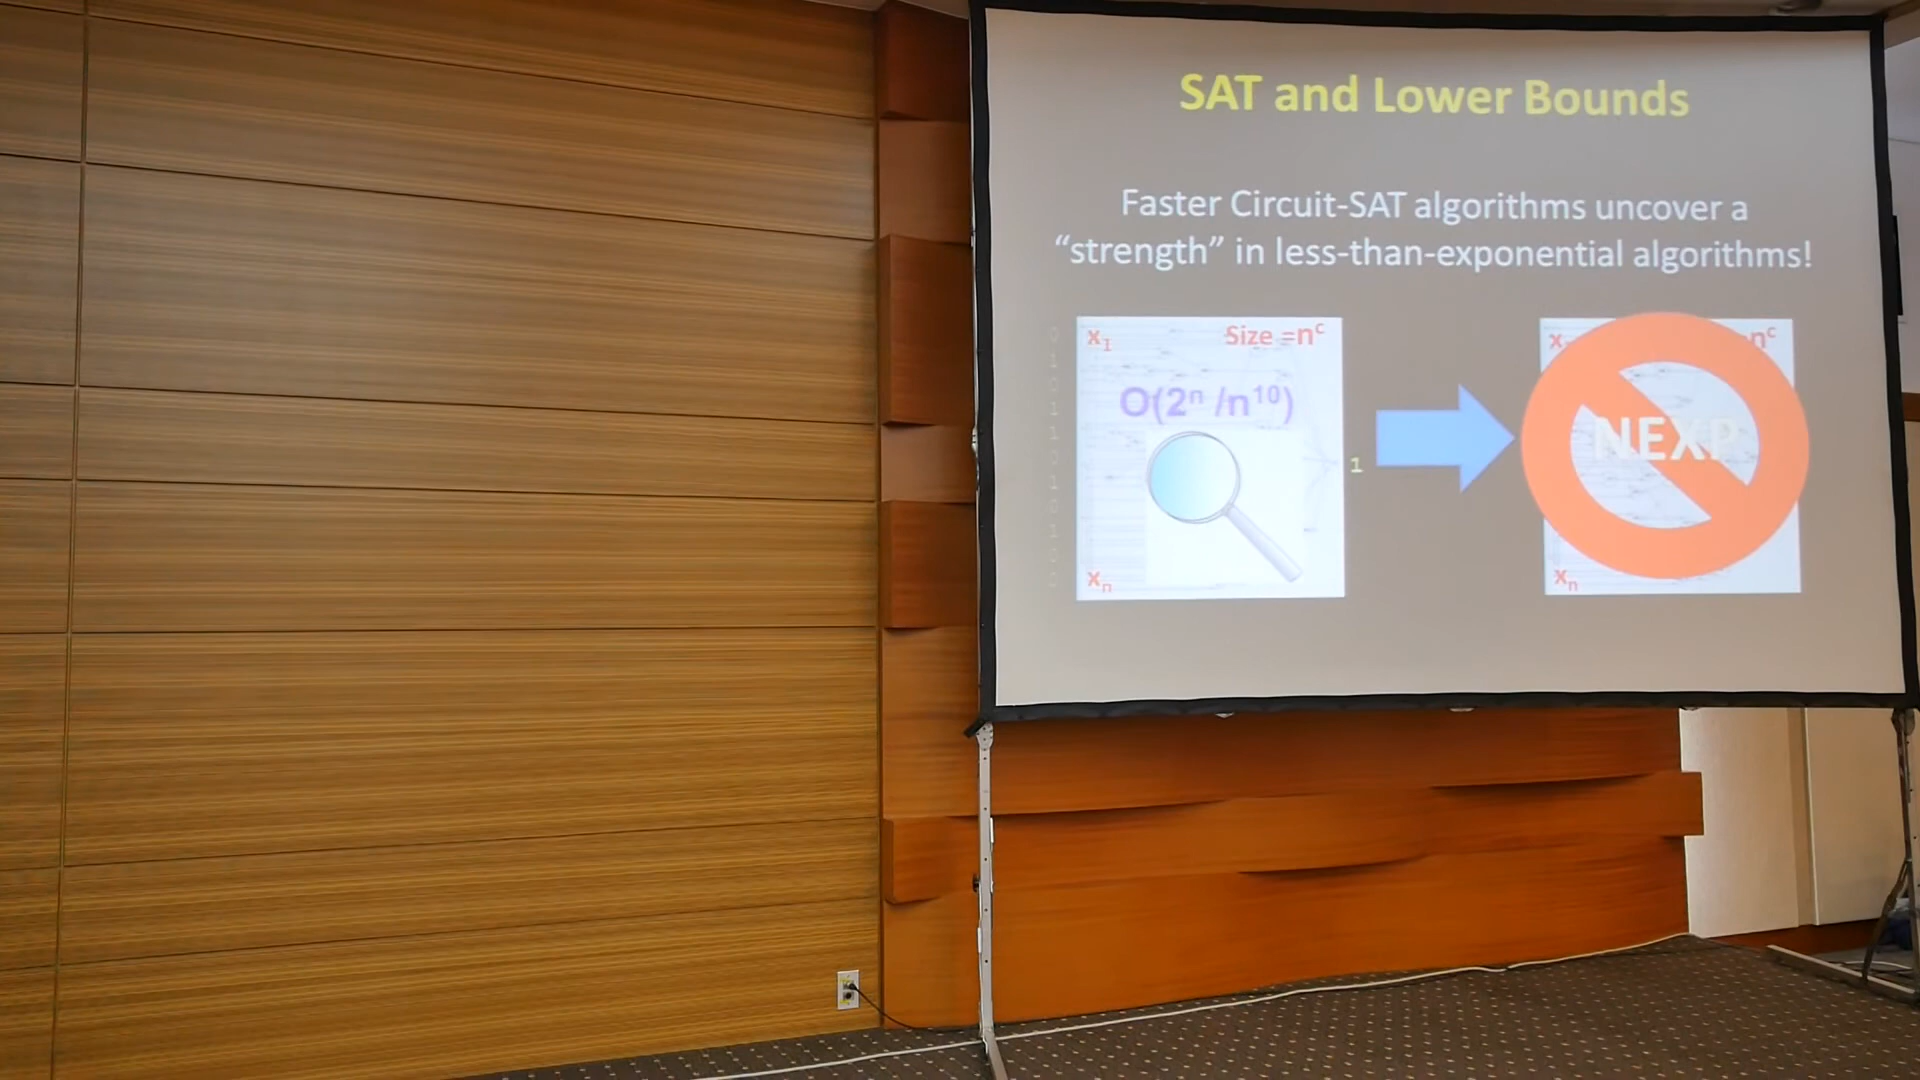 SAT and Lower Bounds
Faster Circuit-SAT algorithms uncover a
“strength” in less-than-exponential algorithms!
x₁ Size =nᶜ
O(2ⁿ /n¹⁰)
1
xₙ
x nᶜ
NEXP
xₙ